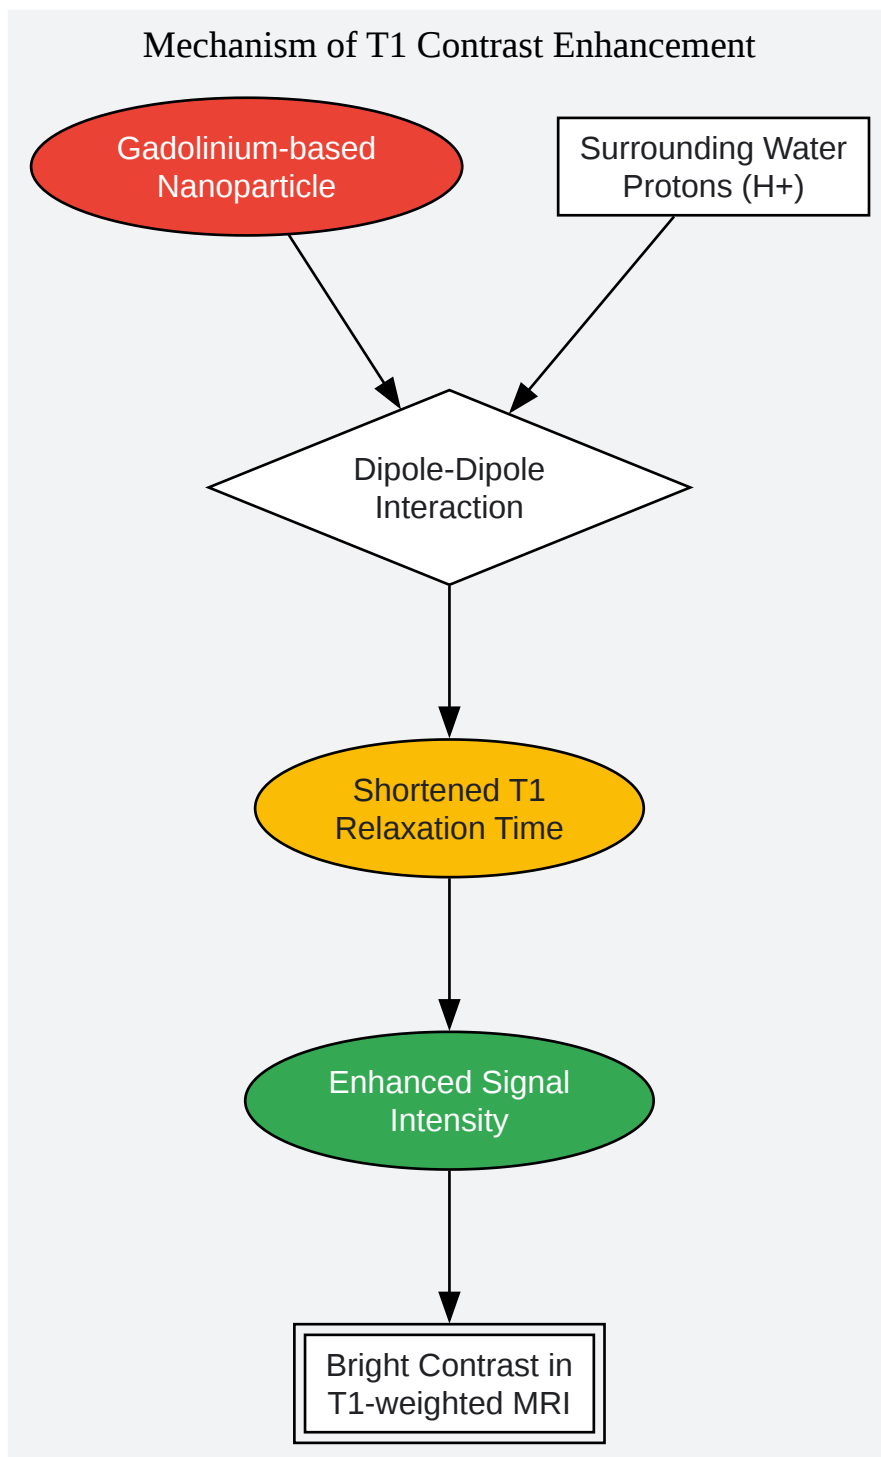 Mechanism of T1 Contrast Enhancement
Gadolinium-based
Nanoparticle
Surrounding Water
Protons (H+)
Dipole-Dipole
Interaction
Shortened T1
Relaxation Time
Enhanced Signal
Intensity
Bright Contrast in
T1-weighted MRI